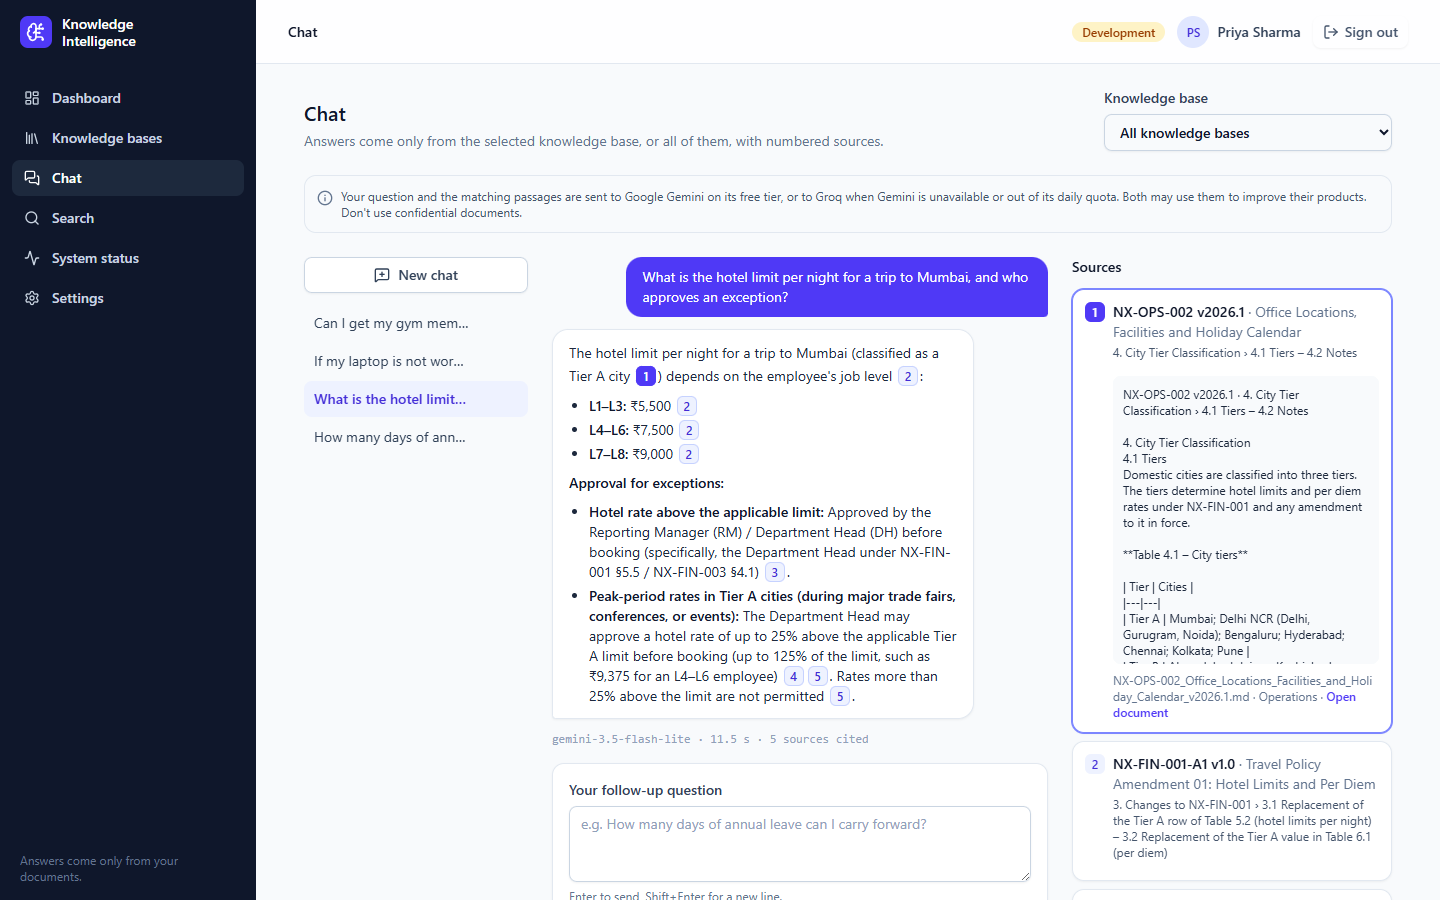 Knowledge
Intelligence
Dashboard
Knowledge bases
Chat
Search
System status
Settings
Answers come only from your
documents.
Chat
Development
PS
Priya Sharma
Sign out
Chat
Answers come only from the selected knowledge base, or all of them, with numbered sources.
Knowledge base
All knowledge bases
Your question and the matching passages are sent to Google Gemini on its free tier, or to Groq when Gemini is unavailable or out of its daily quota. Both may use them to improve their products.
Don't use confidential documents.
New chat
Can I get my gym mem...
If my laptop is not wor...
What is the hotel limit...
How many days of ann...
What is the hotel limit per night for a trip to Mumbai, and who
approves an exception?
The hotel limit per night for a trip to Mumbai (classified as a
Tier A city 1 ) depends on the employee's job level 2 :
• L1–L3: ₹5,500 2
• L4–L6: ₹7,500 2
• L7–L8: ₹9,000 2
Approval for exceptions:
• Hotel rate above the applicable limit: Approved by the
Reporting Manager (RM) / Department Head (DH) before
booking (specifically, the Department Head under NX-FIN-
001 §5.5 / NX-FIN-003 §4.1) 3 .
• Peak-period rates in Tier A cities (during major trade fairs,
conferences, or events): The Department Head may
approve a hotel rate of up to 25% above the applicable Tier
A limit before booking (up to 125% of the limit, such as
₹9,375 for an L4–L6 employee) 4 5 . Rates more than
25% above the limit are not permitted 5 .
gemini-3.5-flash-lite · 11.5 s · 5 sources cited
Your follow-up question
e.g. How many days of annual leave can I carry forward?
Enter to send. Shift+Enter for a new line.
Sources
1 NX-OPS-002 v2026.1 · Office Locations,
Facilities and Holiday Calendar
4. City Tier Classification › 4.1 Tiers – 4.2 Notes
NX-OPS-002 v2026.1 · 4. City Tier
Classification › 4.1 Tiers – 4.2 Notes
4. City Tier Classification
4.1 Tiers
Domestic cities are classified into three tiers.
The tiers determine hotel limits and per diem
rates under NX-FIN-001 and any amendment
to it in force.
**Table 4.1 – City tiers**
| Tier | Cities |
|---|---|
| Tier A | Mumbai; Delhi NCR (Delhi,
Gurugram, Noida); Bengaluru; Hyderabad;
Chennai; Kolkata; Pune |
NX-OPS-002_Office_Locations_Facilities_and_Holi
day_Calendar_v2026.1.md · Operations · Open
document
2 NX-FIN-001-A1 v1.0 · Travel Policy
Amendment 01: Hotel Limits and Per Diem
3. Changes to NX-FIN-001 › 3.1 Replacement of
the Tier A row of Table 5.2 (hotel limits per night)
– 3.2 Replacement of the Tier A value in Table 6.1
(per diem)